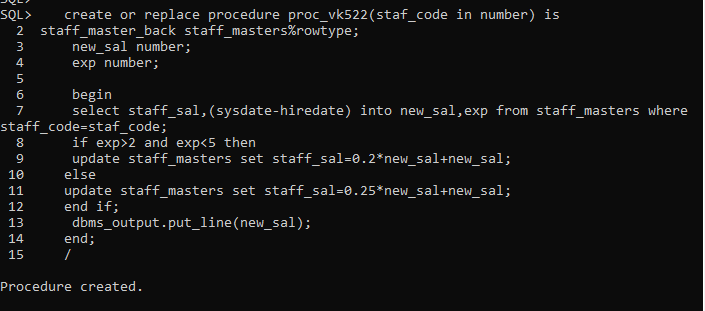 SQL>
SQL>    create or replace procedure proc_vk522(staf_code in number) is
  2  staff_master_back staff_masters%rowtype;
  3      new_sal number;
  4      exp number;
  5
  6      begin
  7      select staff_sal,(sysdate-hiredate) into new_sal,exp from staff_masters where
staff_code=staf_code;
  8      if exp>2 and exp<5 then
  9      update staff_masters set staff_sal=0.2*new_sal+new_sal;
 10     else
 11     update staff_masters set staff_sal=0.25*new_sal+new_sal;
 12     end if;
 13      dbms_output.put_line(new_sal);
 14     end;
 15     /
Procedure created.